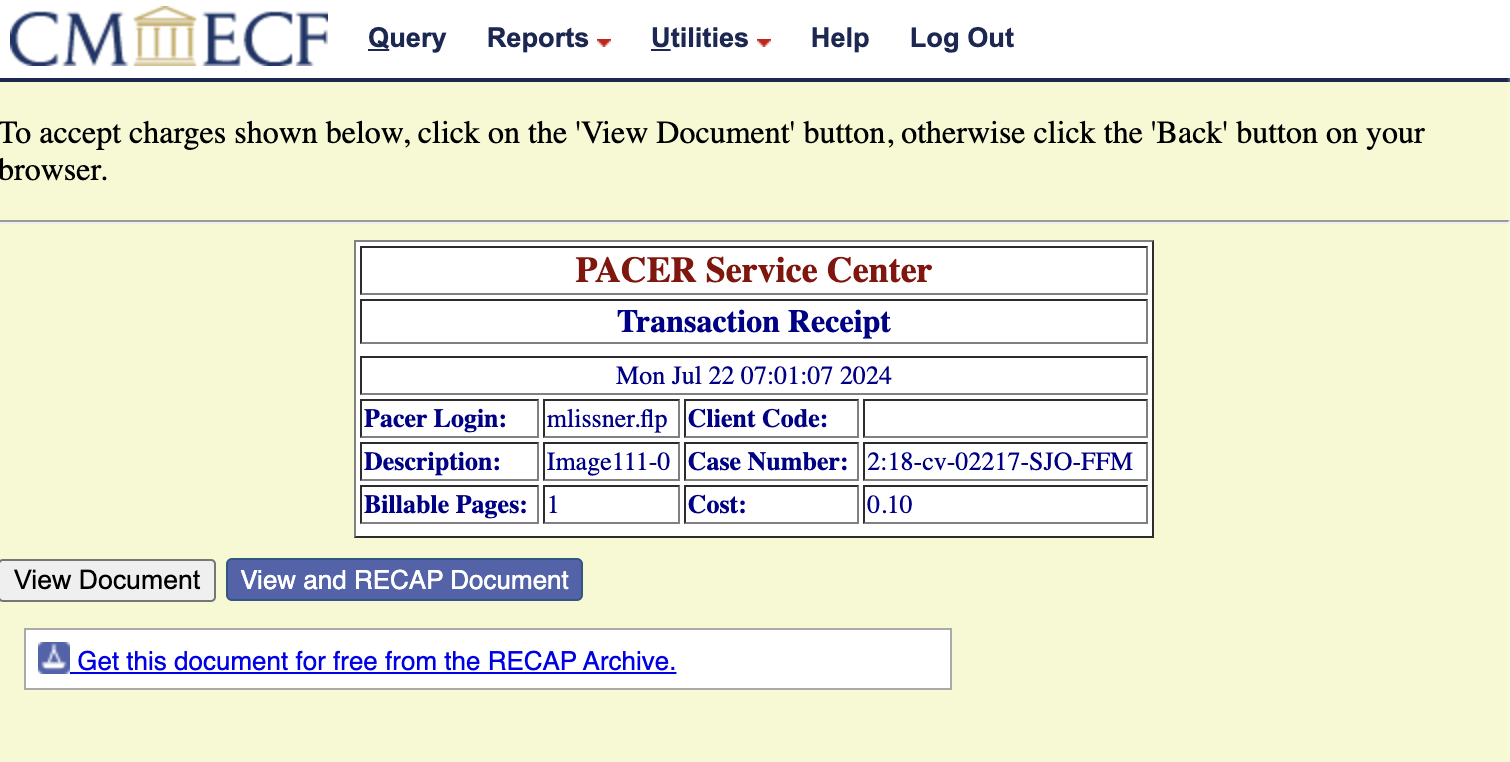 CM ECF Query Reports Utilities Help Log Out
To accept charges shown below, click on the 'View Document' button, otherwise click the 'Back' button on your
browser.
PACER Service Center
Transaction Receipt
Mon Jul 22 07:01:07 2024
Pacer Login: mlissner.flp Client Code:
Description: Image111-0 Case Number: 2:18-cv-02217-SJO-FFM
Billable Pages: 1 Cost: 0.10
View Document View and RECAP Document
Get this document for free from the RECAP Archive.